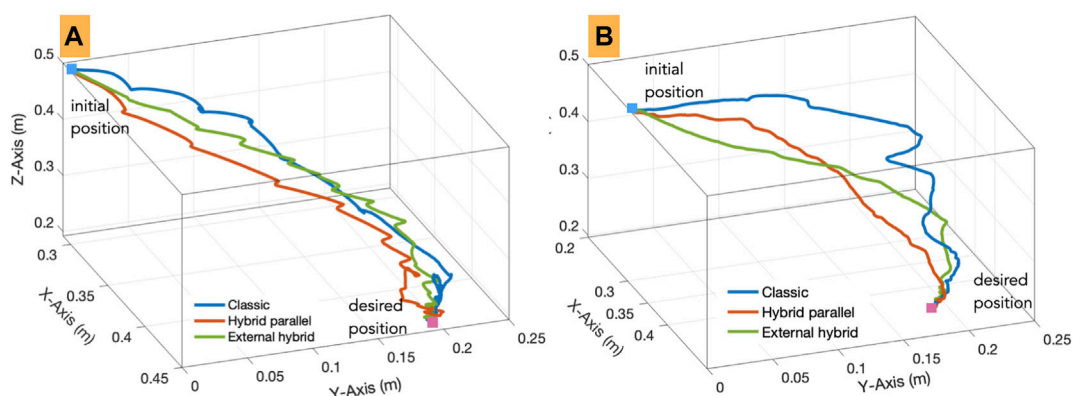 A
0.5
0.4
0.3
0.2
Z-Axis (m)
initial
position
0.3
0.35
0.4
0.45
X-Axis (m)
Classic
Hybrid parallel
External hybrid
desired
position
0
0.05
0.1
0.15
0.2
0.25
Y-Axis (m)
B
0.5
0.4
0.3
0.2
initial
position
0.2
0.3
0.35
0.4
X-Axis (m)
Classic
Hybrid parallel
External hybrid
desired
position
0
0.05
0.1
0.15
0.2
0.25
Y-Axis (m)